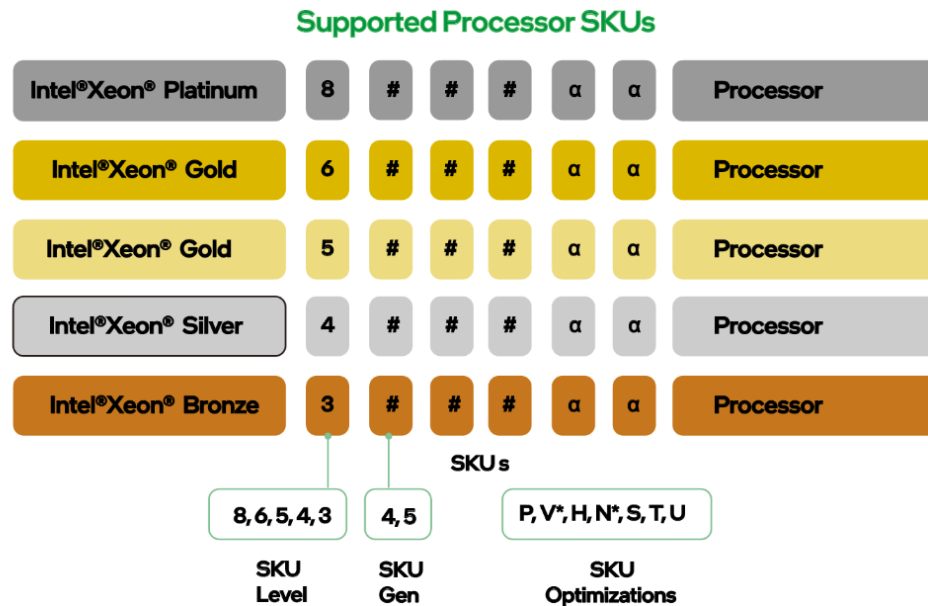 Supported Processor SKUs
Intel®Xeon® Platinum 8 # # # α α Processor
Intel®Xeon® Gold 6 # # # α α Processor
Intel®Xeon® Gold 5 # # # α α Processor
Intel®Xeon® Silver 4 # # # α α Processor
Intel®Xeon® Bronze 3 # # # α α Processor
SKUs
8, 6, 5, 4, 3 4, 5 P, V*, H, N*, S, T, U
SKU SKU SKU
Level Gen Optimizations